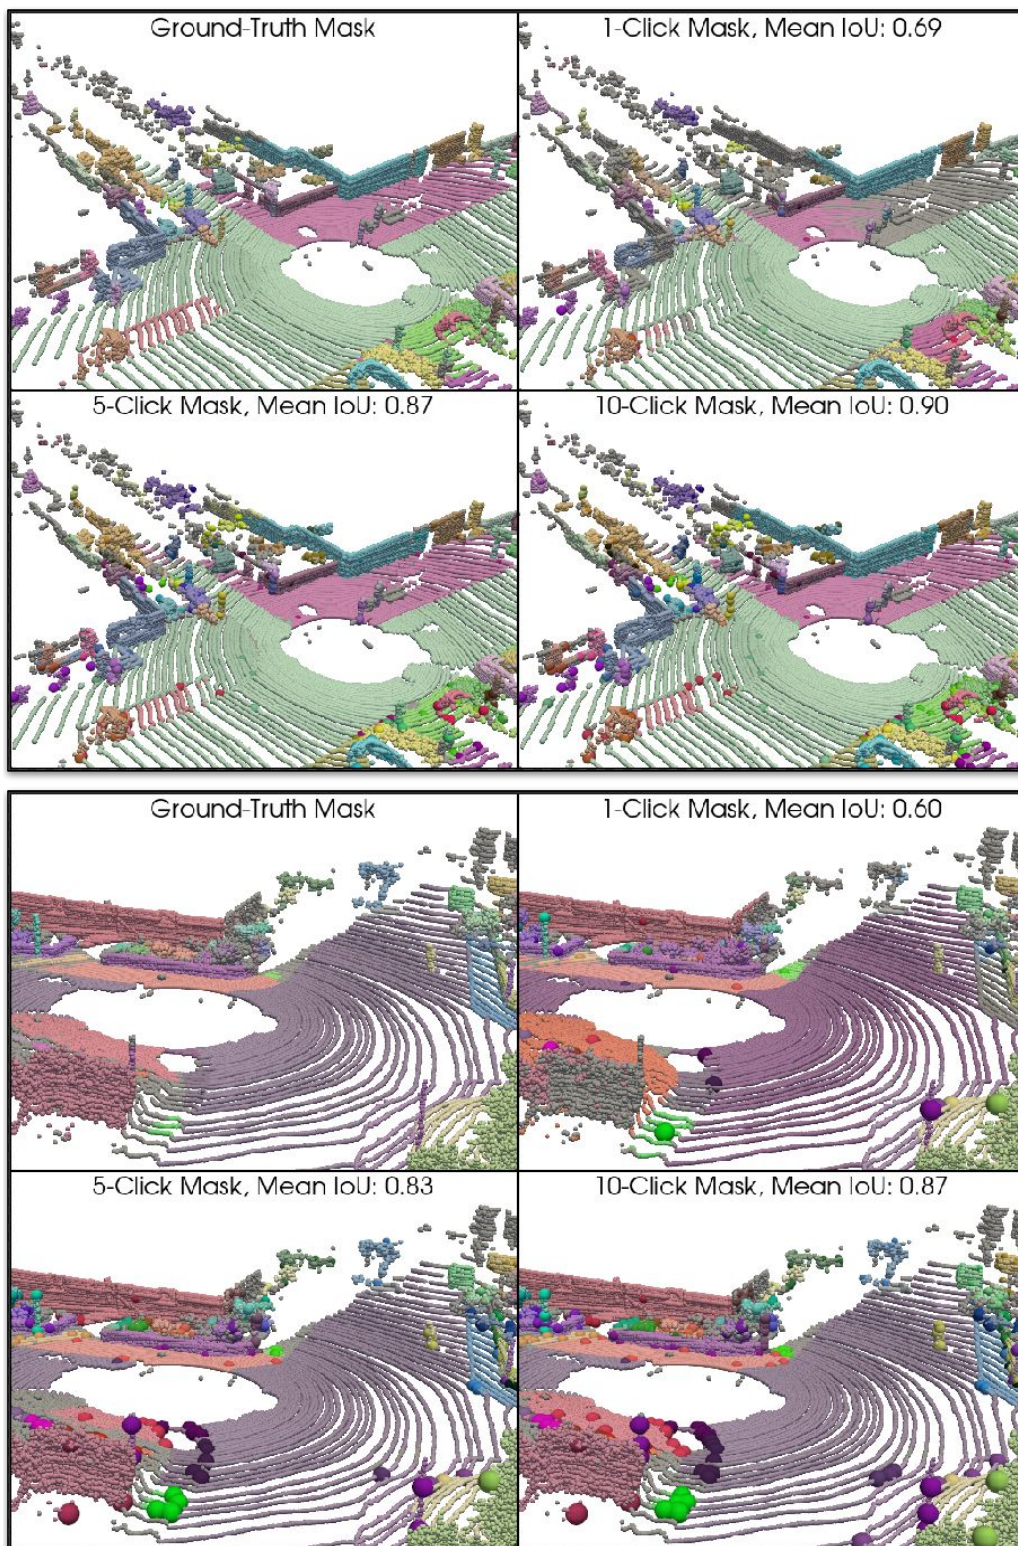 Ground-Truth Mask
1-Click Mask, Mean IoU: 0.69
5-Click Mask, Mean IoU: 0.87
10-Click Mask, Mean IoU: 0.90
Ground-Truth Mask
1-Click Mask, Mean IoU: 0.60
5-Click Mask, Mean IoU: 0.83
10-Click Mask, Mean IoU: 0.87